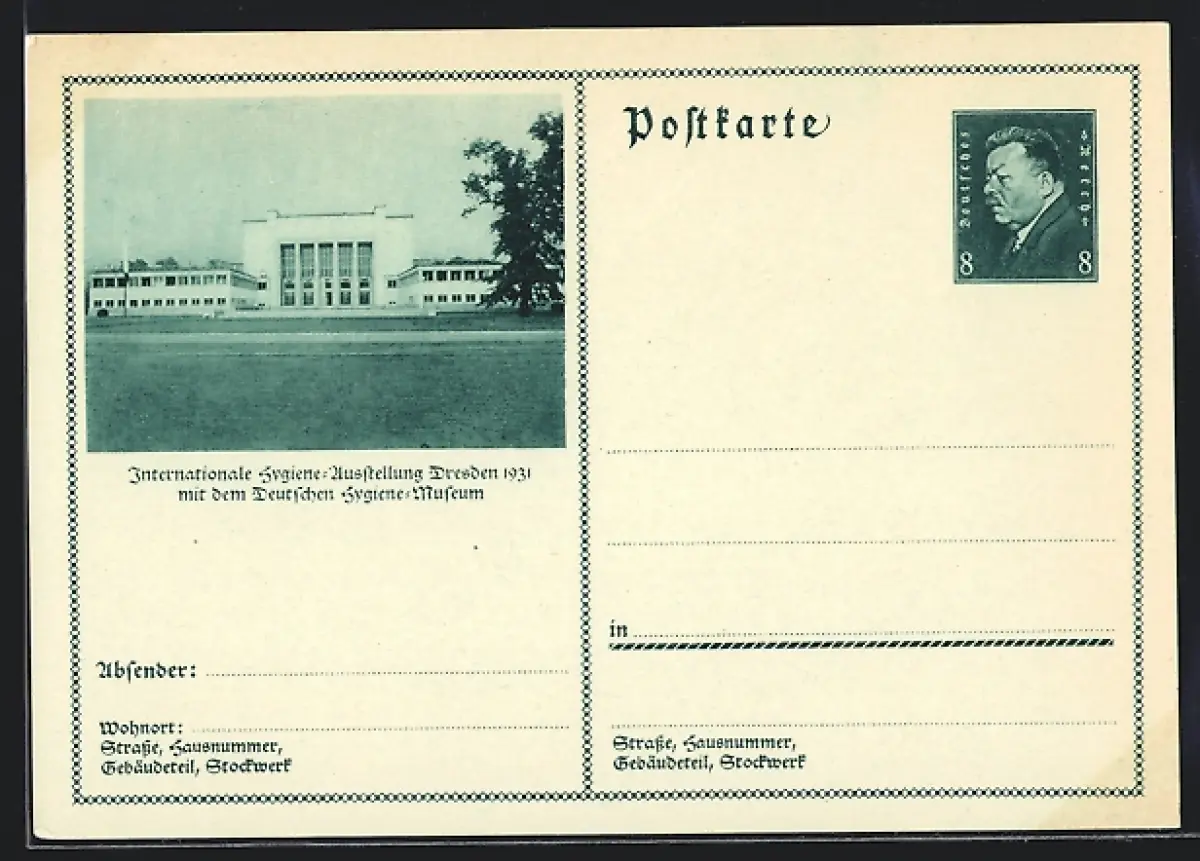 Internationale Hygiene-Ausstellung Dresden 1931
mit dem Deutschen Hygiene-Museum
Absender:
Wohnort:
Straße, Hausnummer,
Gebäudeteil, Stockwerk
Postkarte
Deutsches
Reich
8 8
in
Straße, Hausnummer,
Gebäudeteil, Stockwerk